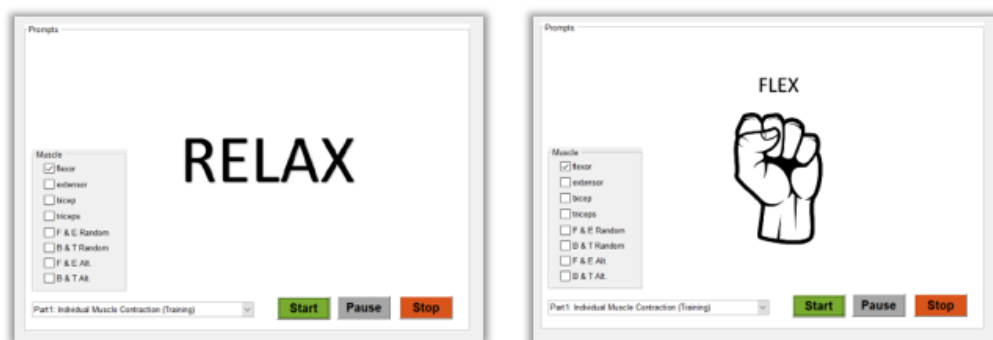 Prompts
RELAX
Muscle
flexor
extensor
bicep
triceps
F & E Random
B & T Random
F & E Alt.
B & T Alt.
Part1: Individual Muscle Contraction (Training)
Start
Pause
Stop
Prompts
FLEX
Muscle
flexor
extensor
bicep
triceps
F & E Random
B & T Random
F & E Alt.
B & T Alt.
Part1: Individual Muscle Contraction (Training)
Start
Pause
Stop